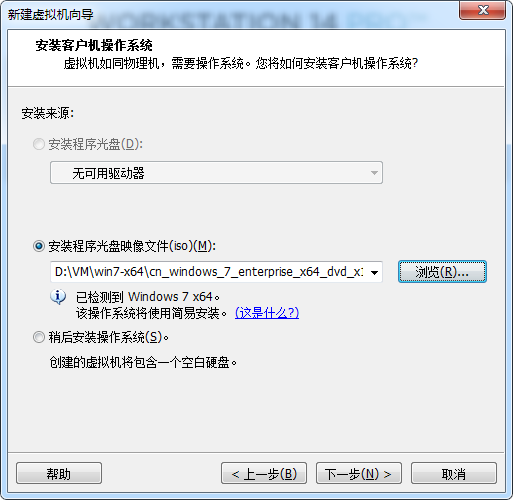 新建虚拟机向导
WORKSTATION 14 PRO™
安装客户机操作系统
虚拟机如同物理机，需要操作系统。您将如何安装客户机操作系统?
安装来源:
安装程序光盘(D):
无可用驱动器
安装程序光盘映像文件(iso)(M):
D:\VM\win7-x64\cn_windows_7_enterprise_x64_dvd_x1
浏览(R)...
已检测到 Windows 7 x64。
该操作系统将使用简易安装。 (这是什么?)
稍后安装操作系统(S)。
创建的虚拟机将包含一个空白硬盘。
帮助
< 上一步(B)
下一步(N) >
取消